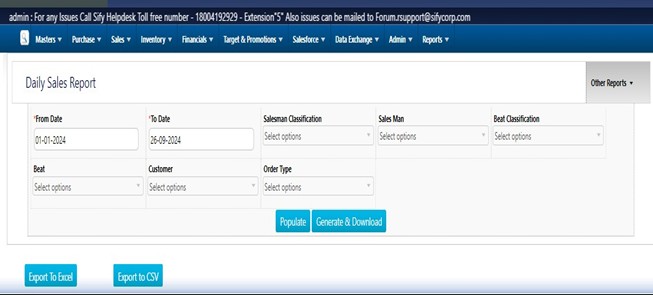 admin : For any Issues Call Sify Helpdesk Toll free number - 18004192929 - Extension"5" Also issues can be mailed to Forum.rsupport@sifycorp.com
Masters Purchase Sales Inventory Financials Target & Promotions Salesforce Data Exchange Admin Reports
Daily Sales Report
Other Reports
*From Date *To Date Salesman Classification Sales Man Beat Classification
01-01-2024 26-09-2024 Select options Select options Select options
Beat Customer Order Type
Select options Select options Select options
Populate Generate & Download
Export To Excel Export to CSV